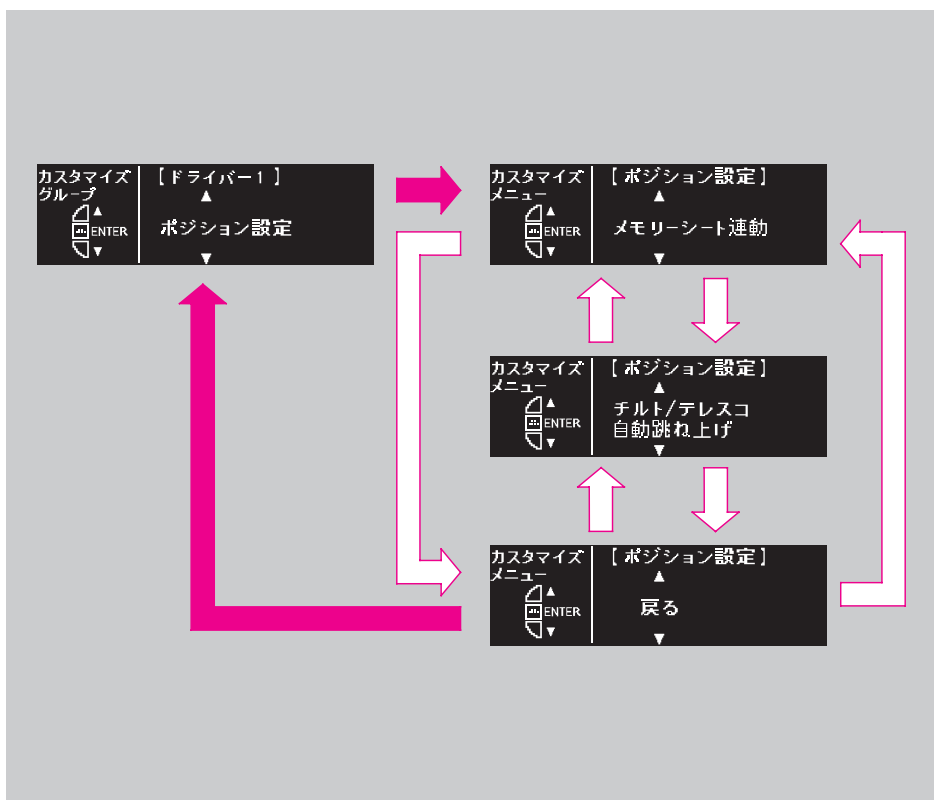 カスタマイズ
グループ
▲
ENTER
▼
[ドライバー1]
▲
ポジション設定
▼
カスタマイズ
メニュー
▲
ENTER
▼
[ポジション設定]
▲
メモリーシート連動
▼
カスタマイズ
メニュー
▲
ENTER
▼
[ポジション設定]
▲
チルト/テレスコ
自動跳ね上げ
▼
カスタマイズ
メニュー
▲
ENTER
▼
[ポジション設定]
▲
戻る
▼